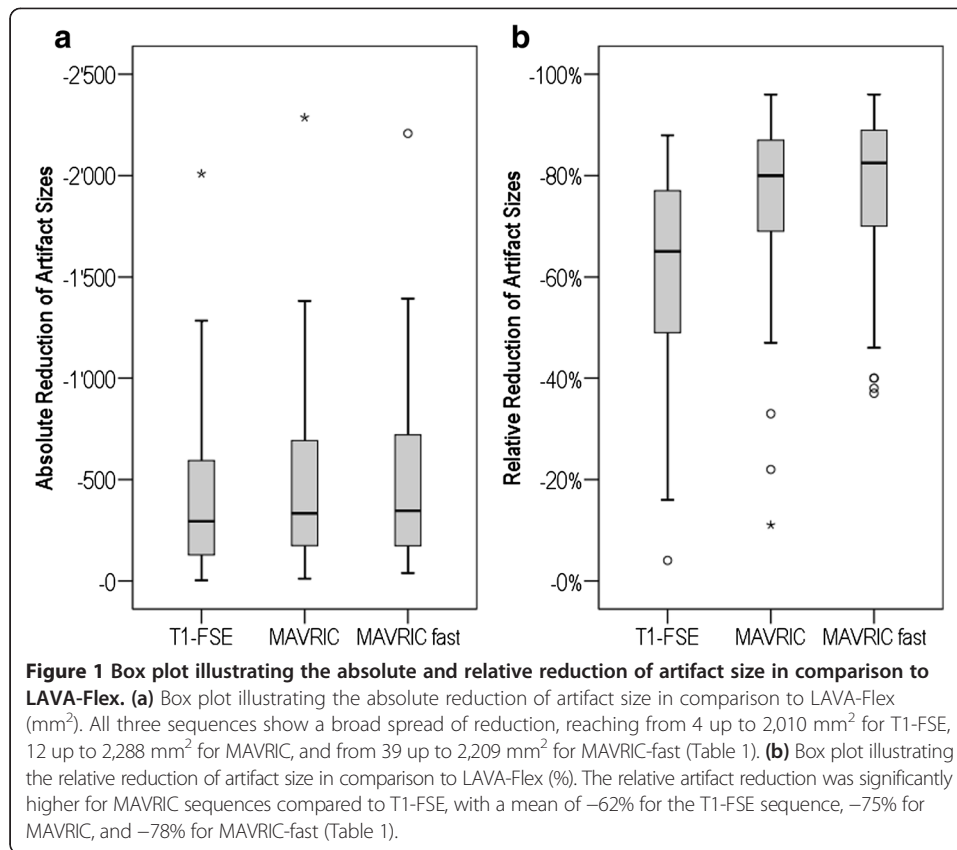 a
b
-2'500
-2'000
-1'500
-1'000
-500
-0
Absolute Reduction of Artifact Sizes
T1-FSE MAVRIC MAVRIC fast
-100%
-80%
-60%
-40%
-20%
-0%
Relative Reduction of Artifact Sizes
T1-FSE MAVRIC MAVRIC fast
Figure 1 Box plot illustrating the absolute and relative reduction of artifact size in comparison to
LAVA-Flex. (a) Box plot illustrating the absolute reduction of artifact size in comparison to LAVA-Flex
(mm²). All three sequences show a broad spread of reduction, reaching from 4 up to 2,010 mm² for T1-FSE,
12 up to 2,288 mm² for MAVRIC, and from 39 up to 2,209 mm² for MAVRIC-fast (Table 1). (b) Box plot illustrating
the relative reduction of artifact size in comparison to LAVA-Flex (%). The relative artifact reduction was significantly
higher for MAVRIC sequences compared to T1-FSE, with a mean of −62% for the T1-FSE sequence, −75% for
MAVRIC, and −78% for MAVRIC-fast (Table 1).